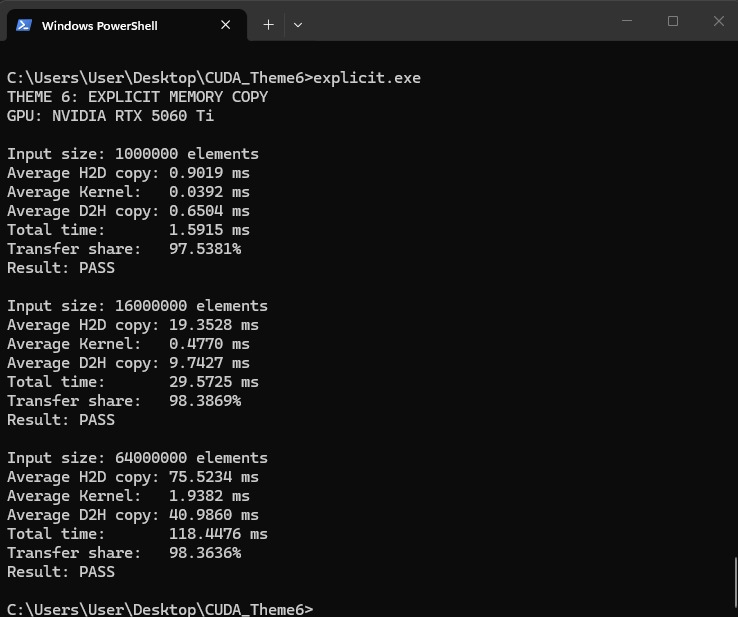 Windows PowerShell
C:\Users\User\Desktop\CUDA_Theme6>explicit.exe
THEME 6: EXPLICIT MEMORY COPY
GPU: NVIDIA RTX 5060 Ti
Input size: 1000000 elements
Average H2D copy: 0.9019 ms
Average Kernel:   0.0392 ms
Average D2H copy: 0.6504 ms
Total time:       1.5915 ms
Transfer share:   97.5381%
Result: PASS
Input size: 16000000 elements
Average H2D copy: 19.3528 ms
Average Kernel:   0.4770 ms
Average D2H copy: 9.7427 ms
Total time:       29.5725 ms
Transfer share:   98.3869%
Result: PASS
Input size: 64000000 elements
Average H2D copy: 75.5234 ms
Average Kernel:   1.9382 ms
Average D2H copy: 40.9860 ms
Total time:       118.4476 ms
Transfer share:   98.3636%
Result: PASS
C:\Users\User\Desktop\CUDA_Theme6>